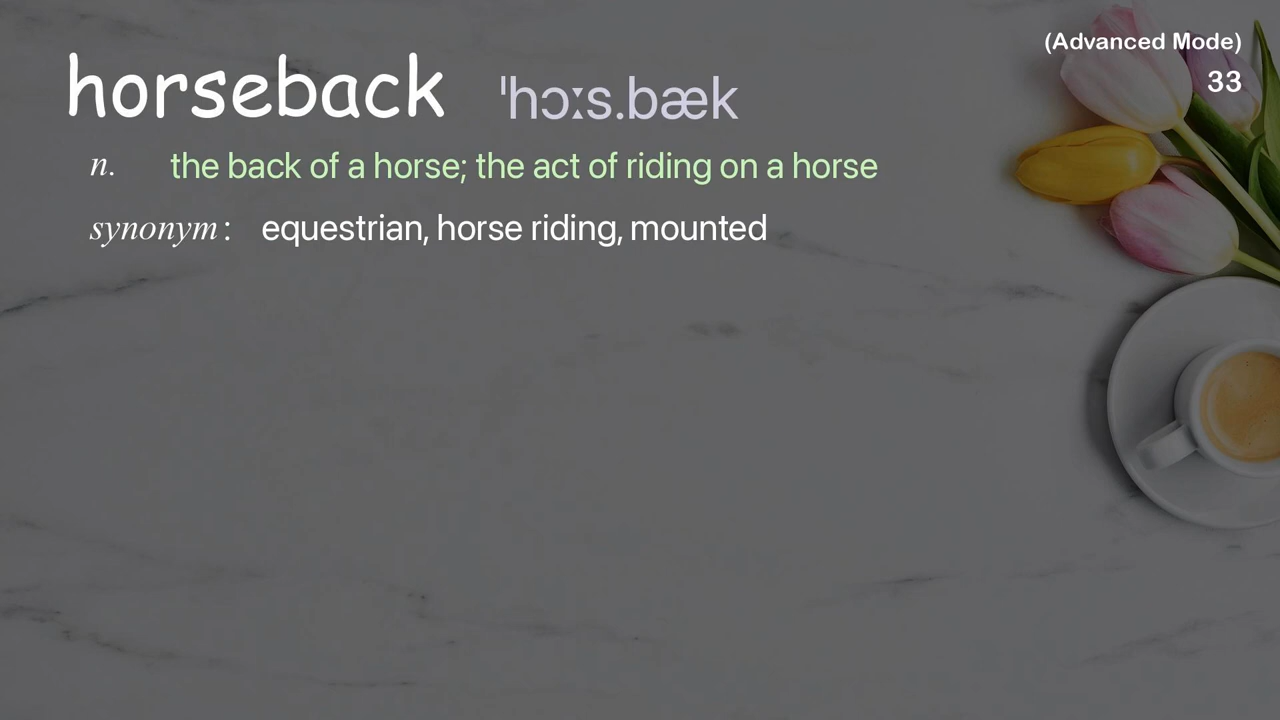 (Advanced Mode)
33
horseback ˈhɔːs.bæk
n. the back of a horse; the act of riding on a horse
synonym : equestrian, horse riding, mounted